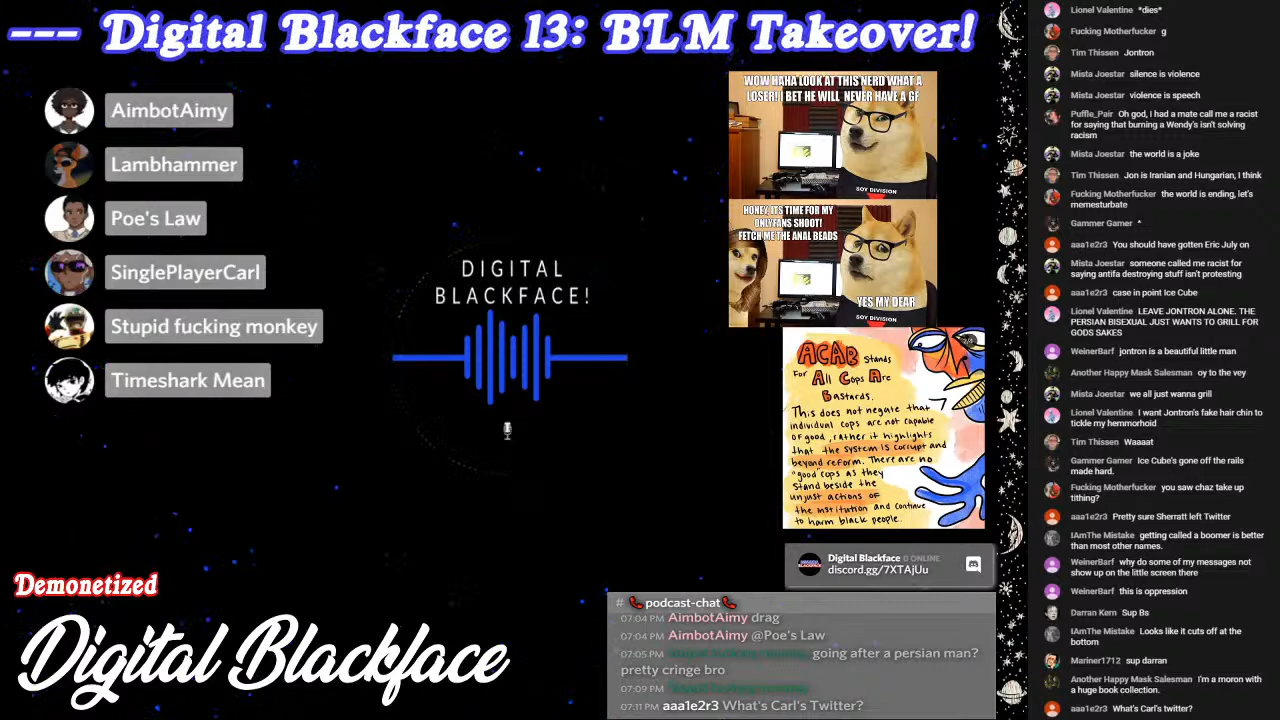 --- Digital Blackface 13: BLM Takeover!
AimbotAimy
Lambhammer
Poe's Law
SinglePlayerCarl
Stupid fucking monkey
Timeshark Mean
DIGITAL
BLACKFACE!
WOW HAHA LOOK AT THIS NERD WHAT A
LOSER! I BET HE WILL NEVER HAVE A GF
SOY DIVISION
HONEY, ITS TIME FOR MY
ONLYFANS SHOOT!
FETCH ME THE ANAL BEADS
YES MY DEAR
SOY DIVISION
2/4
ACAB Stands
For All Cops Are
Bastards.
This does not negate that
individual cops are not capable
of good, rather it highlights
that the system is corrupt and
beyond reform. There are no
"good" cops as they
stand beside the
unjust actions of
the institution and continue
to harm black people.
Digital Blackface 0 ONLINE
discord.gg/7XTAjUu
Demonetized
Digital Blackface
# podcast-chat
07:04 PM AimbotAimy drag
07:04 PM AimbotAimy @Poe's Law
07:05 PM going after a persian man?
pretty cringe bro
07:09 PM
07:11 PM aaa1e2r3 What's Carl's Twitter?
Lionel Valentine *dies*
Fucking Motherfucker g
Tim Thissen Jontron
Mista Joestar silence is violence
Mista Joestar violence is speech
Puffle_Pair Oh god, I had a mate call me a racist
for saying that burning a Wendy's isn't solving
racism
Mista Joestar the world is a joke
Tim Thissen Jon is Iranian and Hungarian, I think
Fucking Motherfucker the world is ending, let's
memesturbate
Gammer Gamer ^
aaa1e2r3 You should have gotten Eric July on
Mista Joestar someone called me racist for
saying antifa destroying stuff isn't protesting
aaa1e2r3 case in point Ice Cube
Lionel Valentine LEAVE JONTRON ALONE. THE
PERSIAN BISEXUAL JUST WANTS TO GRILL FOR
GODS SAKES
WeinerBarf jontron is a beautiful little man
Another Happy Mask Salesman oy to the vey
Mista Joestar we all just wanna grill
Lionel Valentine I want Jontron's fake hair chin to
tickle my hemmorhoid
Tim Thissen Waaaat
Gammer Gamer Ice Cube's gone off the rails
made hard.
Fucking Motherfucker you saw chaz take up
tithing?
aaa1e2r3 Pretty sure Sherratt left Twitter
IAmThe Mistake getting called a boomer is better
than most other names.
WeinerBarf why do some of my messages not
show up on the little screen there
WeinerBarf this is oppression
Darran Kern Sup Bs
IAmThe Mistake Looks like it cuts off at the
bottom
Mariner1712 sup darran
Another Happy Mask Salesman I'm a moron with
a huge book collection.
aaa1e2r3 What's Carl's twitter?